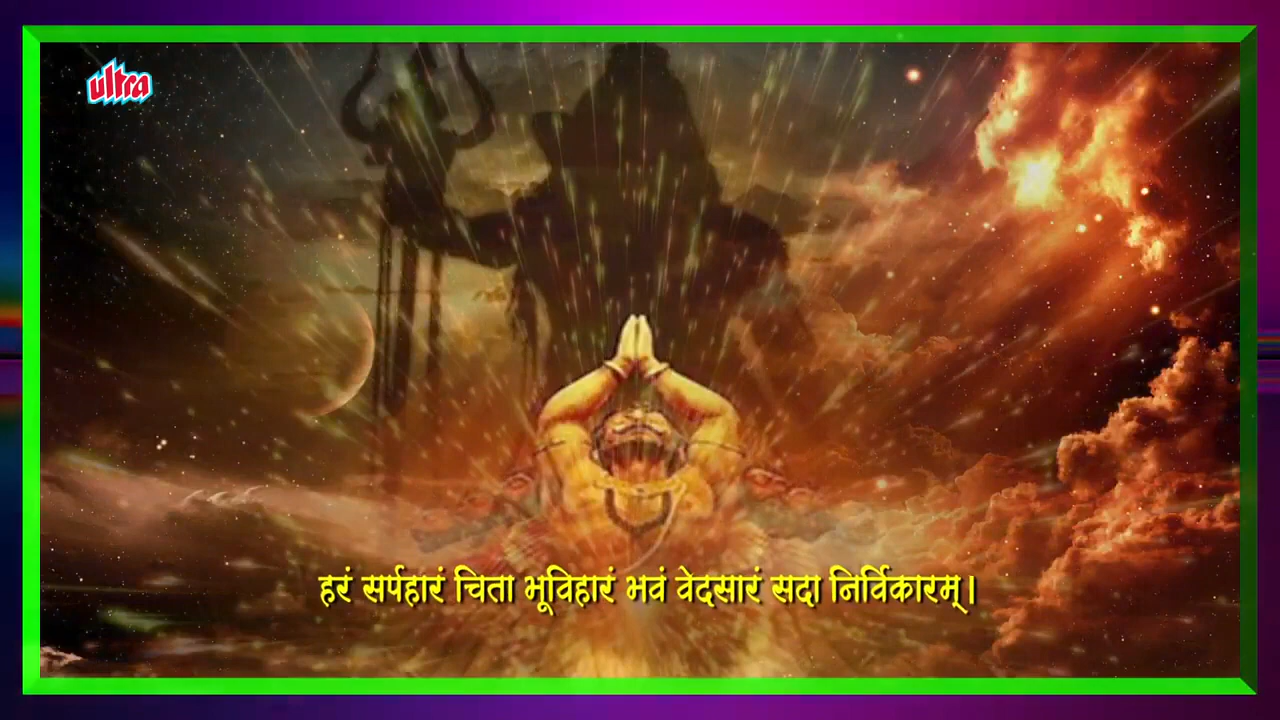 ultra
हरं सर्पहारं चिता भूविहारं भवं वेदसारं सदा निर्विकारम्।